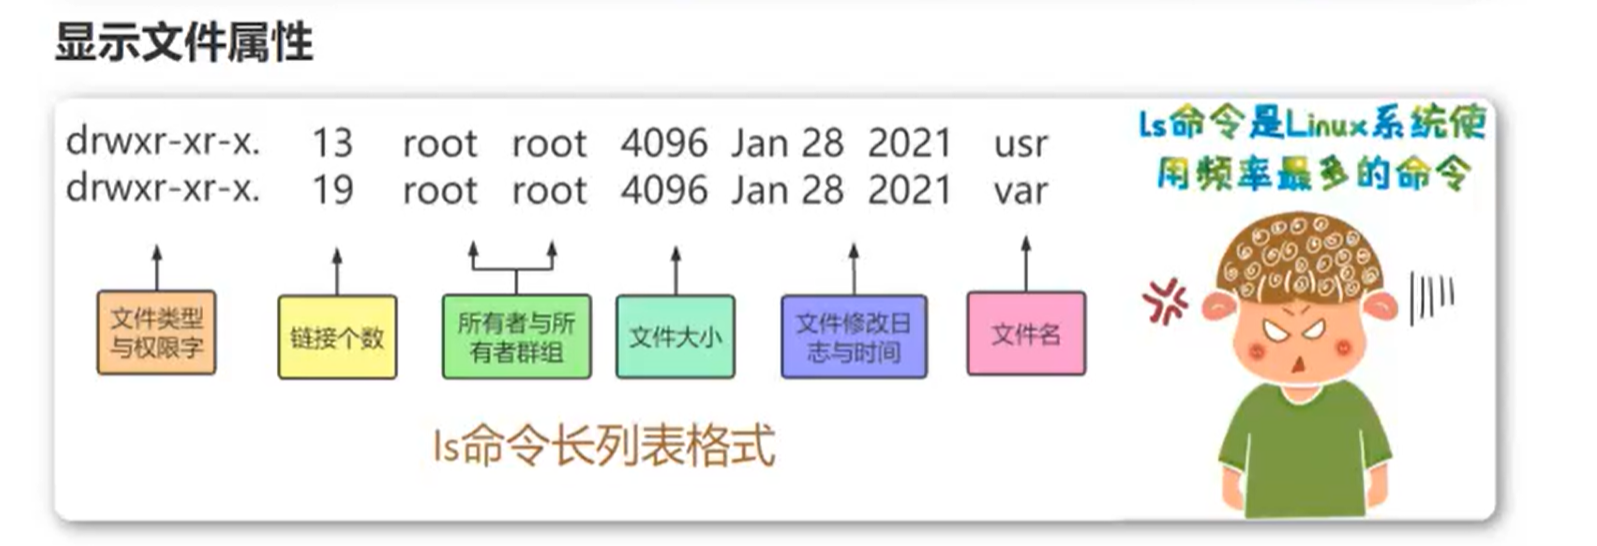 显示文件属性
drwxr-xr-x. 13 root root 4096 Jan 28 2021 usr
drwxr-xr-x. 19 root root 4096 Jan 28 2021 var
ls命令是Linux系统使
用频率最多的命令
文件类型
与权限字
链接个数
所有者与所
有者群组
文件大小
文件修改日
志与时间
文件名
ls命令长列表格式